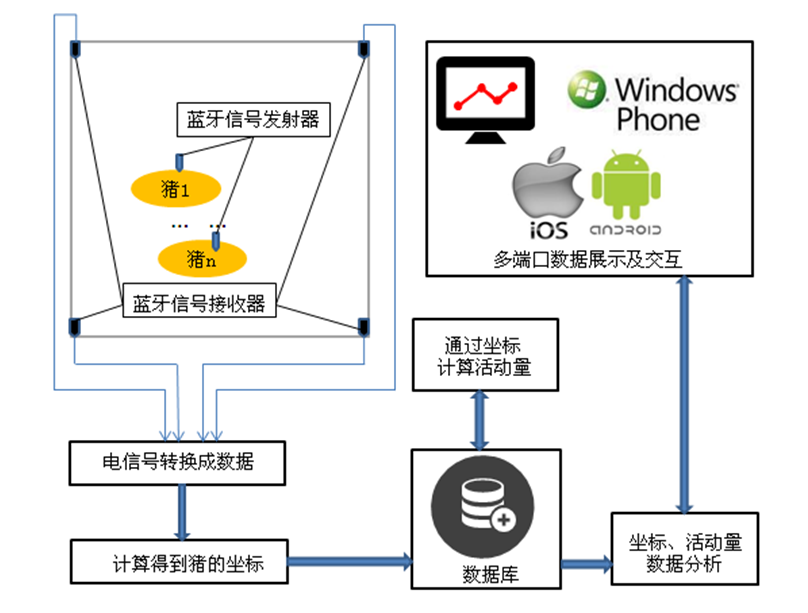 蓝牙信号发射器
猪1
... ...
猪n
蓝牙信号接收器
电信号转换成数据
计算得到猪的坐标
Windows
Phone
iOS
ANDROID
多端口数据展示及交互
通过坐标
计算活动量
数据库
坐标、活动量
数据分析